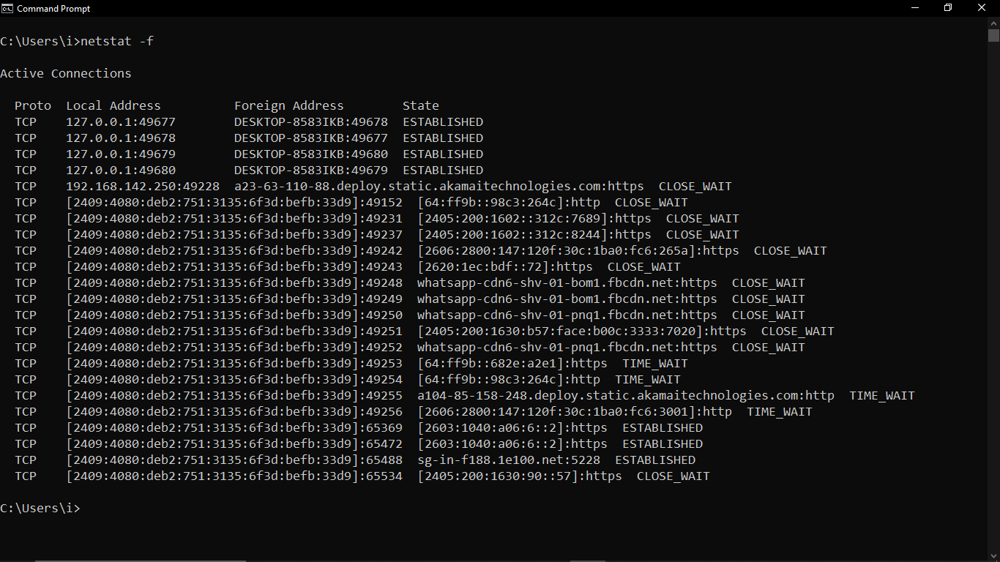 Command Prompt
C:\Users\i>netstat -f
Active Connections
Proto  Local Address          Foreign Address        State
TCP    127.0.0.1:49677        DESKTOP-8583IKB:49678  ESTABLISHED
TCP    127.0.0.1:49678        DESKTOP-8583IKB:49677  ESTABLISHED
TCP    127.0.0.1:49679        DESKTOP-8583IKB:49680  ESTABLISHED
TCP    127.0.0.1:49680        DESKTOP-8583IKB:49679  ESTABLISHED
TCP    192.168.142.250:49228  a23-63-110-88.deploy.static.akamaitechnologies.com:https  CLOSE_WAIT
TCP    [2409:4080:deb2:751:3135:6f3d:befb:33d9]:49152  [64:ff9b::98c3:264c]:http  CLOSE_WAIT
TCP    [2409:4080:deb2:751:3135:6f3d:befb:33d9]:49231  [2405:200:1602::312c:7689]:https  CLOSE_WAIT
TCP    [2409:4080:deb2:751:3135:6f3d:befb:33d9]:49237  [2405:200:1602::312c:8244]:https  CLOSE_WAIT
TCP    [2409:4080:deb2:751:3135:6f3d:befb:33d9]:49242  [2606:2800:147:120f:30c:1ba0:fc6:265a]:https  CLOSE_WAIT
TCP    [2409:4080:deb2:751:3135:6f3d:befb:33d9]:49243  [2620:1ec:bdf::72]:https  CLOSE_WAIT
TCP    [2409:4080:deb2:751:3135:6f3d:befb:33d9]:49248  whatsapp-cdn6-shv-01-bom1.fbcdn.net:https  CLOSE_WAIT
TCP    [2409:4080:deb2:751:3135:6f3d:befb:33d9]:49249  whatsapp-cdn6-shv-01-bom1.fbcdn.net:https  CLOSE_WAIT
TCP    [2409:4080:deb2:751:3135:6f3d:befb:33d9]:49250  whatsapp-cdn6-shv-01-pnq1.fbcdn.net:https  CLOSE_WAIT
TCP    [2409:4080:deb2:751:3135:6f3d:befb:33d9]:49251  [2405:200:1630:b57:face:b00c:3333:7020]:https  CLOSE_WAIT
TCP    [2409:4080:deb2:751:3135:6f3d:befb:33d9]:49252  whatsapp-cdn6-shv-01-pnq1.fbcdn.net:https  CLOSE_WAIT
TCP    [2409:4080:deb2:751:3135:6f3d:befb:33d9]:49253  [64:ff9b::682e:a2e1]:https  TIME_WAIT
TCP    [2409:4080:deb2:751:3135:6f3d:befb:33d9]:49254  [64:ff9b::98c3:264c]:http  TIME_WAIT
TCP    [2409:4080:deb2:751:3135:6f3d:befb:33d9]:49255  a104-85-158-248.deploy.static.akamaitechnologies.com:http  TIME_WAIT
TCP    [2409:4080:deb2:751:3135:6f3d:befb:33d9]:49256  [2606:2800:147:120f:30c:1ba0:fc6:3001]:http  TIME_WAIT
TCP    [2409:4080:deb2:751:3135:6f3d:befb:33d9]:65369  [2603:1040:a06:6::2]:https  ESTABLISHED
TCP    [2409:4080:deb2:751:3135:6f3d:befb:33d9]:65472  [2603:1040:a06:6::2]:https  ESTABLISHED
TCP    [2409:4080:deb2:751:3135:6f3d:befb:33d9]:65488  sg-in-f188.1e100.net:5228  ESTABLISHED
TCP    [2409:4080:deb2:751:3135:6f3d:befb:33d9]:65534  [2405:200:1630:90::57]:https  CLOSE_WAIT
C:\Users\i>